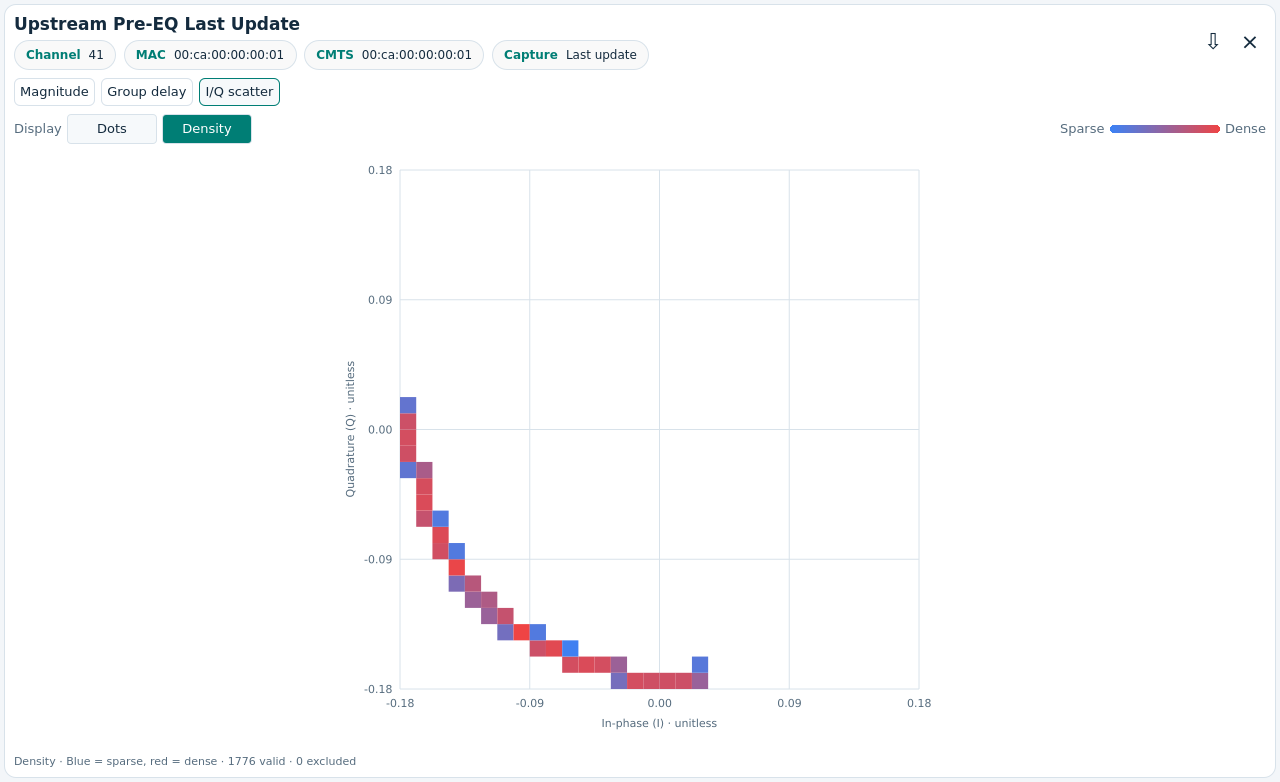 Upstream Pre-EQ Last Update
Channel 41 MAC 00:ca:00:00:00:01 CMTS 00:ca:00:00:00:01 Capture Last update
⇩ ✕
Magnitude Group delay I/Q scatter
Display Dots Density Sparse Dense
0.18
0.09
Quadrature (Q) · unitless
0.00
-0.09
-0.18
-0.18 -0.09 0.00 0.09 0.18
In-phase (I) · unitless
Density · Blue = sparse, red = dense · 1776 valid · 0 excluded